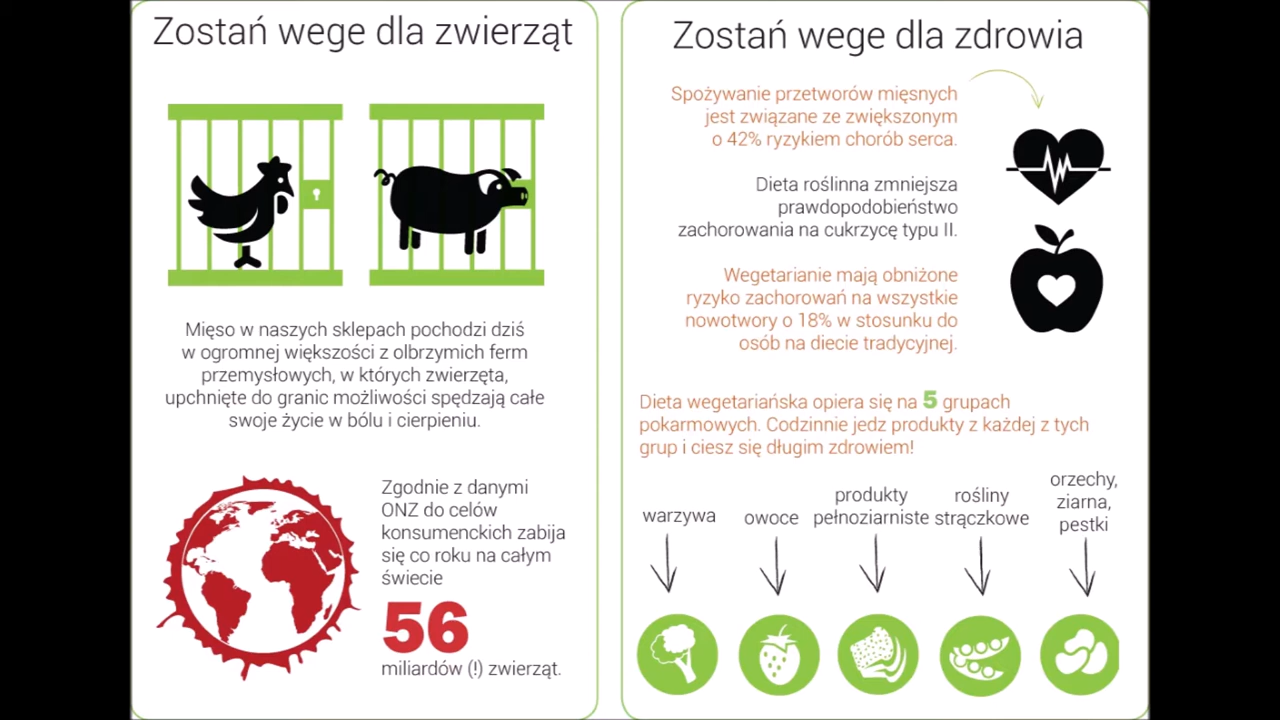 Zostań wege dla zwierząt
Mięso w naszych sklepach pochodzi dziś
w ogromnej większości z olbrzymich ferm
przemysłowych, w których zwierzęta,
upchnięte do granic możliwości spędzają całe
swoje życie w bólu i cierpieniu.
Zgodnie z danymi
ONZ do celów
konsumenckich zabija
się co roku na całym
świecie
56
miliardów (!) zwierząt.
Zostań wege dla zdrowia
Spożywanie przetworów mięsnych
jest związane ze zwiększonym
o 42% ryzykiem chorób serca.
Dieta roślinna zmniejsza
prawdopodobieństwo
zachorowania na cukrzycę typu II.
Wegetarianie mają obniżone
ryzyko zachorowań na wszystkie
nowotwory o 18% w stosunku do
osób na diecie tradycyjnej.
Dieta wegetariańska opiera się na 5 grupach
pokarmowych. Codzinnie jedz produkty z każdej z tych
grup i ciesz się długim zdrowiem!
warzywa
owoce
produkty
pełnoziarniste
rośliny
strączkowe
orzechy,
ziarna,
pestki